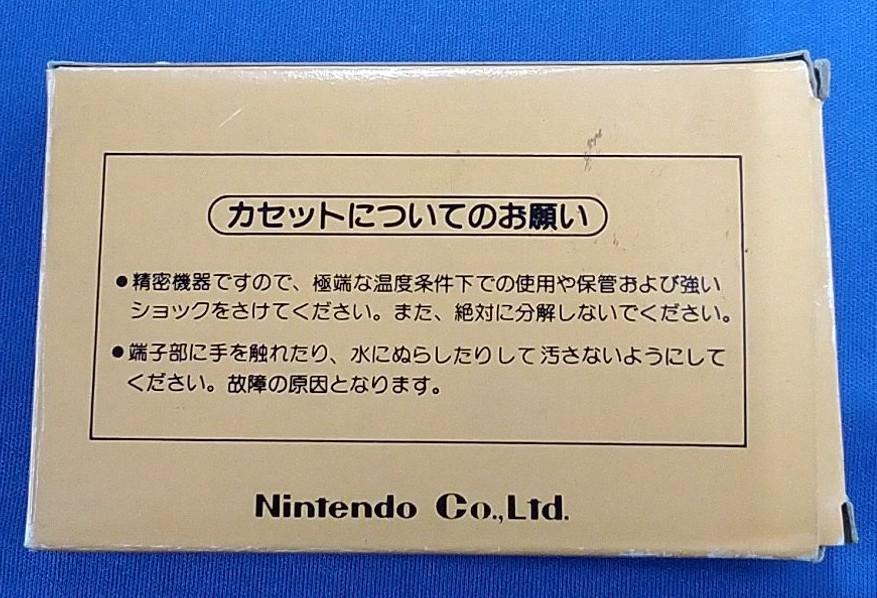 カセットについてのお願い
●精密機器ですので、極端な温度条件下での使用や保管および強い
ショックをさけてください。また、絶対に分解しないでください。
●端子部に手を触れたり、水にぬらしたりして汚さないようにして
ください。故障の原因となります。
Nintendo Co.,Ltd.